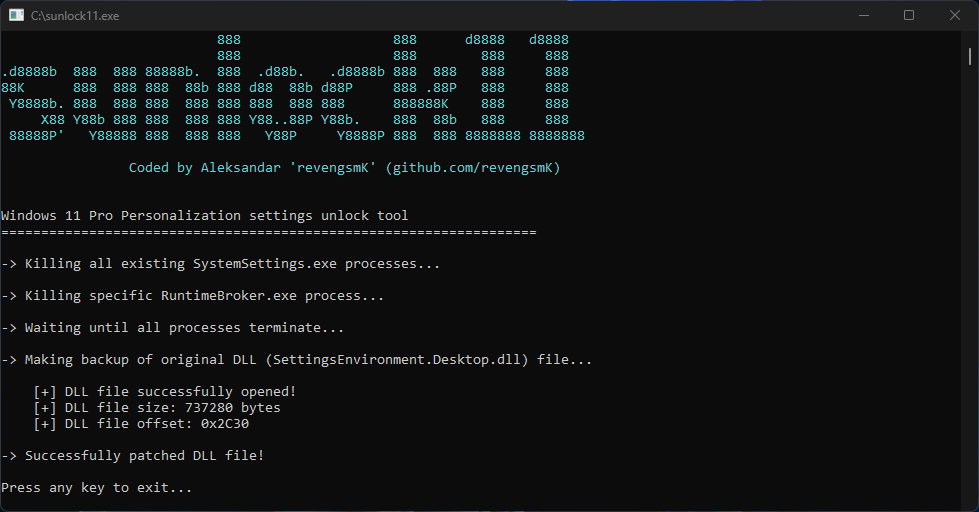 C:\sunlock11.exe
                           888                   888      d8888   d8888
                           888                   888        888     888
.d8888b  888  888 88888b.  888  .d88b.   .d8888b 888  888   888     888
88K      888  888 888  88b 888 d88  88b d88P     888 .88P   888     888
 Y8888b. 888  888 888  888 888 888  888 888      888888K    888     888
     X88 Y88b 888 888  888 888 Y88..88P Y88b.    888  88b   888     888
 88888P'   Y88888 888  888 888   Y88P     Y8888P 888  888 8888888 8888888
Coded by Aleksandar 'revengsmK' (github.com/revengsmK)
Windows 11 Pro Personalization settings unlock tool
===================================================================
-> Killing all existing SystemSettings.exe processes...
-> Killing specific RuntimeBroker.exe process...
-> Waiting until all processes terminate...
-> Making backup of original DLL (SettingsEnvironment.Desktop.dll) file...
[+] DLL file successfully opened!
[+] DLL file size: 737280 bytes
[+] DLL file offset: 0x2C30
-> Successfully patched DLL file!
Press any key to exit...